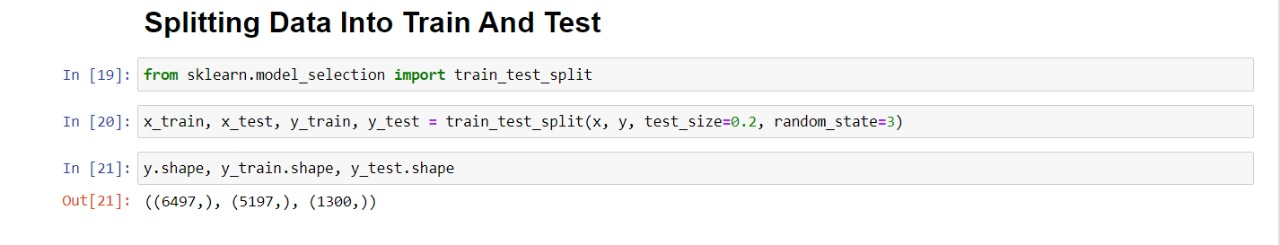 Splitting Data Into Train And Test
In [19]: from sklearn.model_selection import train_test_split
In [20]: x_train, x_test, y_train, y_test = train_test_split(x, y, test_size=0.2, random_state=3)
In [21]: y.shape, y_train.shape, y_test.shape
Out[21]: ((6497,), (5197,), (1300,))